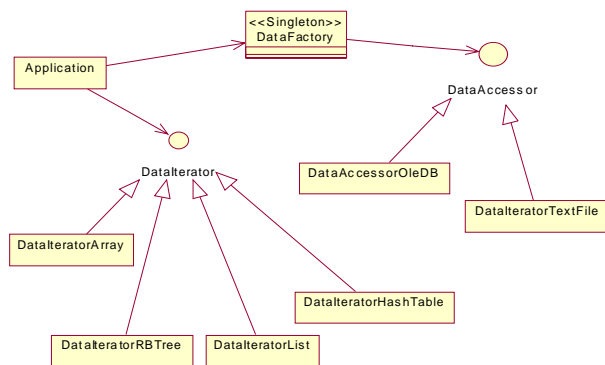 <<Singleton>>
DataFactory
Application
DataAccessor
DataIterator
DataAccessorOleDB
DataIteratorTextFile
DataIteratorArray
DataIteratorHashTable
DataIteratorRBTree
DataIteratorList